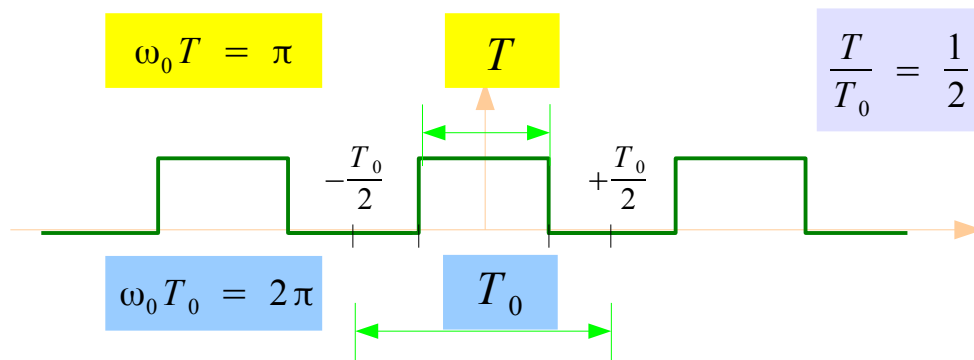 ω₀T = π
T
T/T₀ = 1/2
−T₀/2
+T₀/2
ω₀T₀ = 2π
T₀